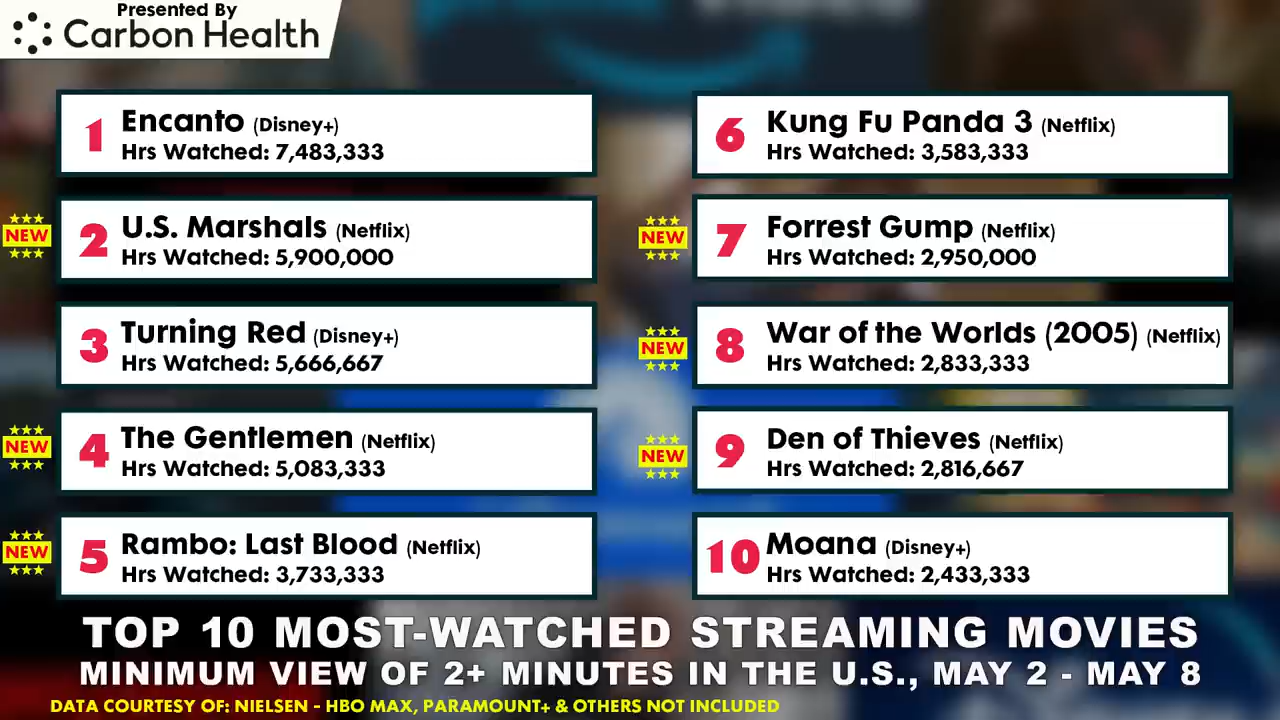 Presented By
Carbon Health
1 Encanto (Disney+)
Hrs Watched: 7,483,333
NEW
2 U.S. Marshals (Netflix)
Hrs Watched: 5,900,000
3 Turning Red (Disney+)
Hrs Watched: 5,666,667
NEW
4 The Gentlemen (Netflix)
Hrs Watched: 5,083,333
NEW
5 Rambo: Last Blood (Netflix)
Hrs Watched: 3,733,333
6 Kung Fu Panda 3 (Netflix)
Hrs Watched: 3,583,333
NEW
7 Forrest Gump (Netflix)
Hrs Watched: 2,950,000
NEW
8 War of the Worlds (2005) (Netflix)
Hrs Watched: 2,833,333
NEW
9 Den of Thieves (Netflix)
Hrs Watched: 2,816,667
10 Moana (Disney+)
Hrs Watched: 2,433,333
TOP 10 MOST-WATCHED STREAMING MOVIES
MINIMUM VIEW OF 2+ MINUTES IN THE U.S., MAY 2 - MAY 8
DATA COURTESY OF: NIELSEN - HBO MAX, PARAMOUNT+ & OTHERS NOT INCLUDED